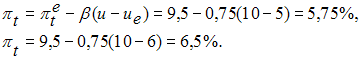 π_t = π_t^e − β(u − u_e) = 9,5 − 0,75(10 − 5) = 5,75%,
π_t = 9,5 − 0,75(10 − 6) = 6,5%.